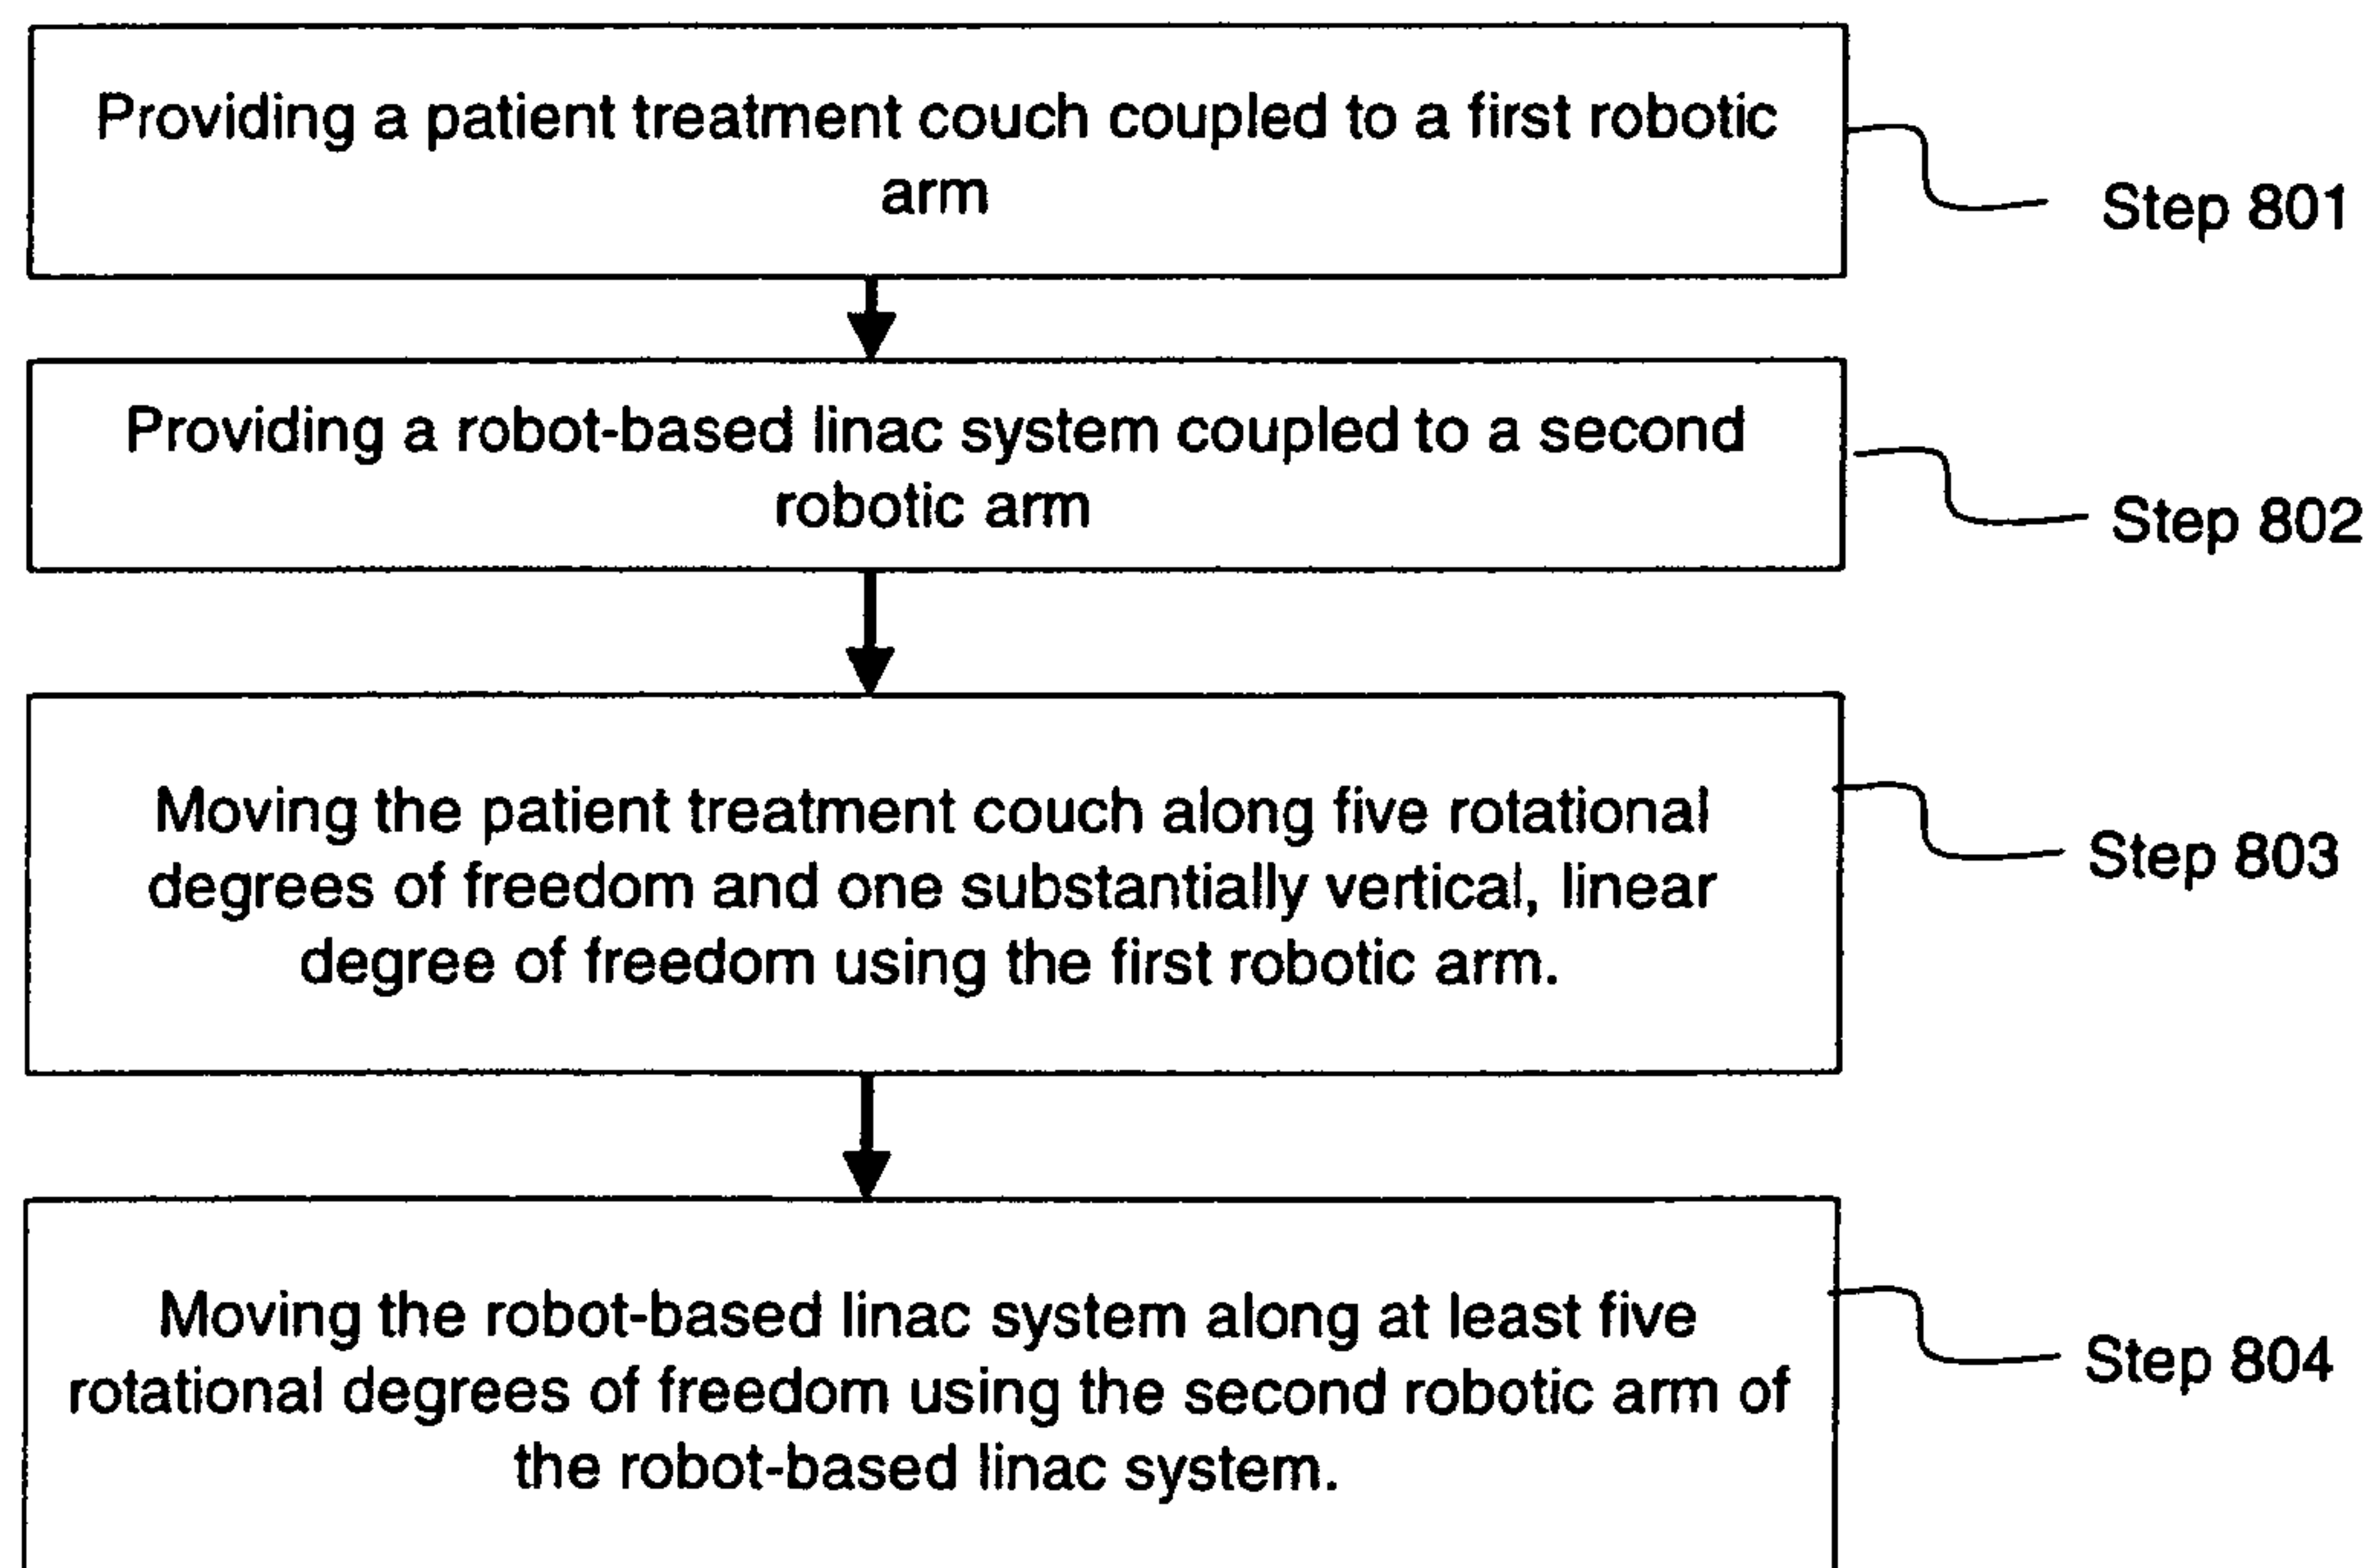 Providing a patient treatment couch coupled to a first robotic
arm
Step 801
Providing a robot-based linac system coupled to a second
robotic arm
Step 802
Moving the patient treatment couch along five rotational
degrees of freedom and one substantially vertical, linear
degree of freedom using the first robotic arm.
Step 803
Moving the robot-based linac system along at least five
rotational degrees of freedom using the second robotic arm of
the robot-based linac system.
Step 804